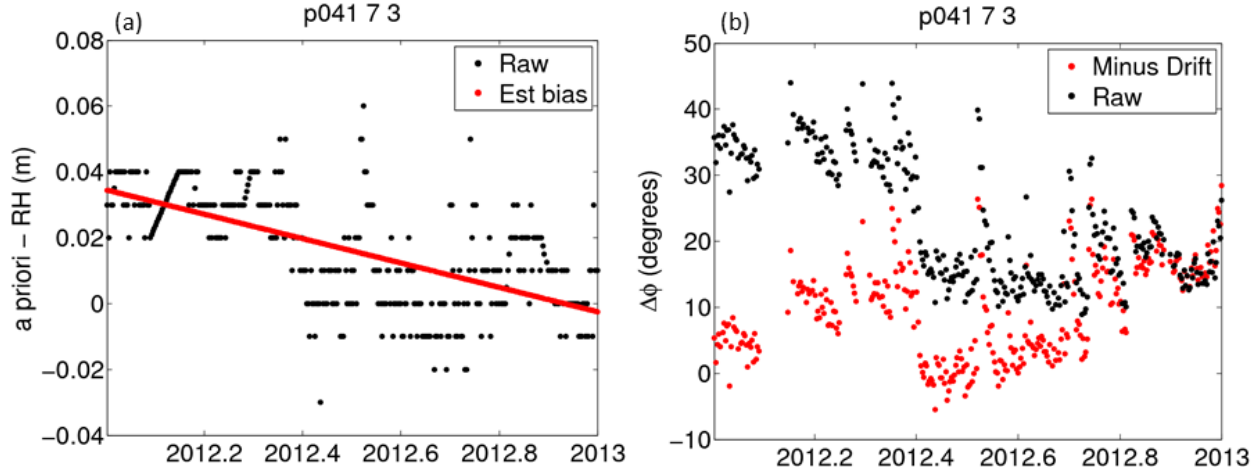 (a)
p041 7 3
0.08
0.06
0.04
0.02
0
−0.02
−0.04
a priori − RH (m)
Raw
Est bias
2012.2 2012.4 2012.6 2012.8 2013
(b)
p041 7 3
50
40
30
20
10
0
−10
Δϕ (degrees)
Minus Drift
Raw
2012.2 2012.4 2012.6 2012.8 2013